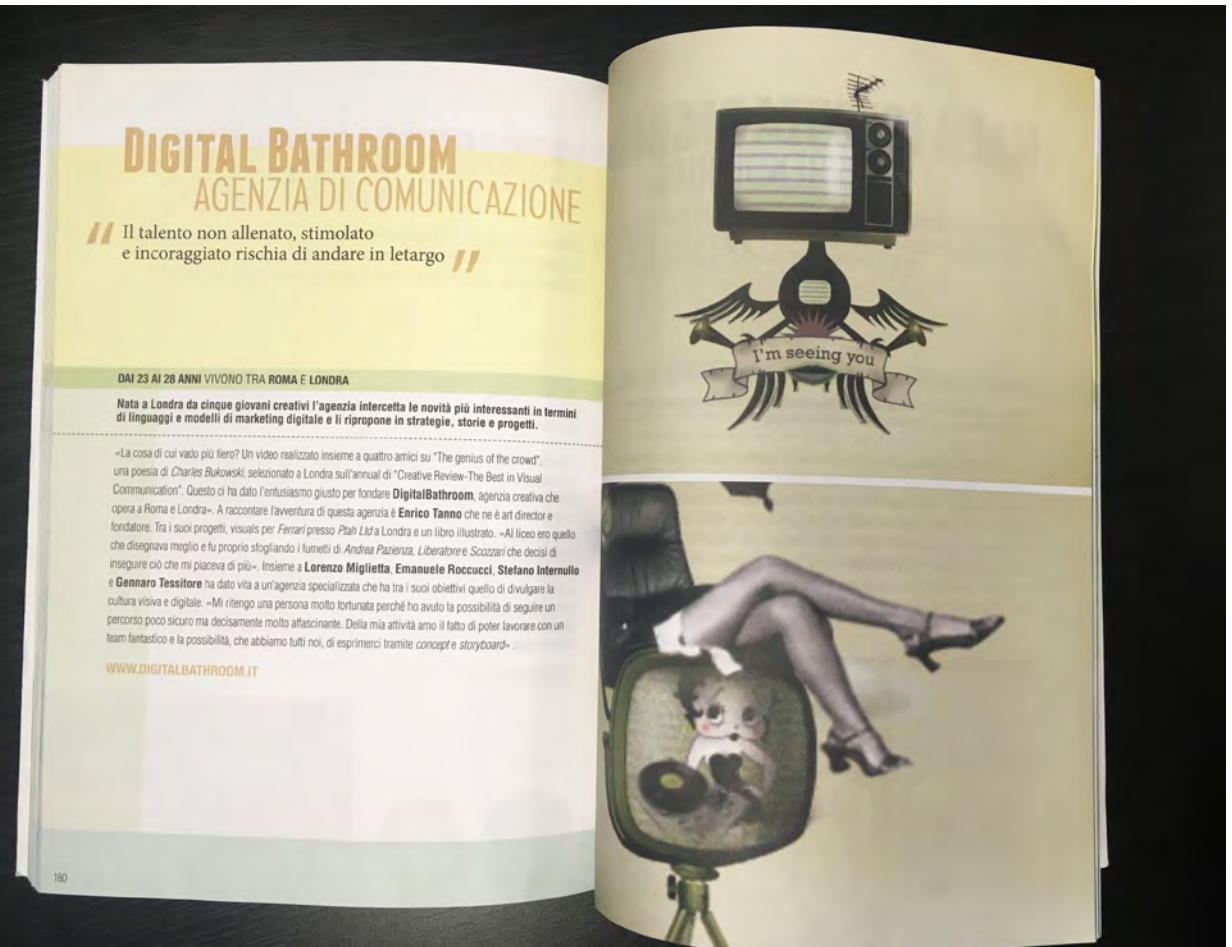 DIGITAL BATHROOM
AGENZIA DI COMUNICAZIONE
" Il talento non allenato, stimolato
e incoraggiato rischia di andare in letargo "
DAI 23 AI 28 ANNI VIVONO TRA ROMA E LONDRA
Nata a Londra da cinque giovani creativi l'agenzia intercetta le novità più interessanti in termini
di linguaggi e modelli di marketing digitale e li ripropone in strategie, storie e progetti.
«La cosa di cui vado più fiero? Un video realizzato insieme a quattro amici su "The genius of the crowd",
una poesia di Charles Bukowski, selezionato a Londra sull'annual di "Creative Review-The Best in Visual
Communication". Questo ci ha dato l'entusiasmo giusto per fondare DigitalBathroom, agenzia creativa che
opera a Roma e Londra». A raccontare l'avventura di questa agenzia è Enrico Tanno che ne è art director e
fondatore. Tra i suoi progetti, visuals per Ferrari presso Ptah Ltd a Londra e un libro illustrato. «Al liceo ero quello
che disegnava meglio e fu proprio sfogliando i fumetti di Andrea Pazienza, Liberatore e Scozzari che decisi di
inseguire ciò che mi piaceva di più». Insieme a Lorenzo Miglietta, Emanuele Roccucci, Stefano Internullo
e Gennaro Tessitore ha dato vita a un'agenzia specializzata che ha tra i suoi obiettivi quello di divulgare la
cultura visiva e digitale. «Mi ritengo una persona molto fortunata perché ho avuto la possibilità di seguire un
percorso poco sicuro ma decisamente molto affascinante. Della mia attività amo il fatto di poter lavorare con un
team fantastico e la possibilità, che abbiamo tutti noi, di esprimerci tramite concept e storyboard» .
WWW.DIGITALBATHROOM.IT
180
I'm seeing you